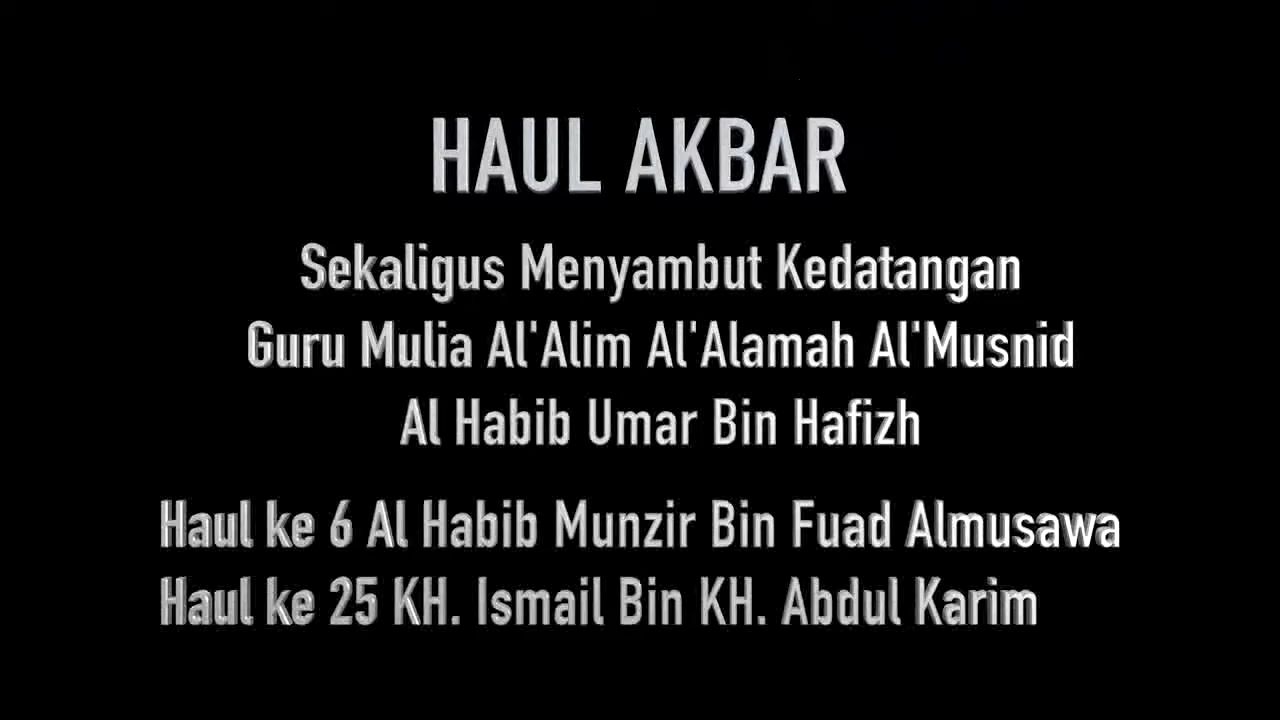 HAUL AKBAR
Sekaligus Menyambut Kedatangan
Guru Mulia Al'Alim Al'Alamah Al'Musnid
Al Habib Umar Bin Hafizh
Haul ke 6 Al Habib Munzir Bin Fuad Almusawa
Haul ke 25 KH. Ismail Bin KH. Abdul Karim